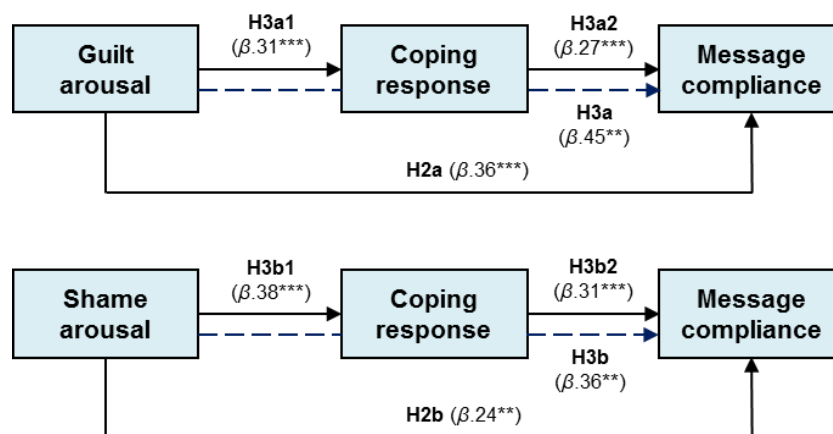 H3a1
(β.31***)
H3a2
(β.27***)
Guilt
arousal
Coping
response
Message
compliance
H3a
(β.45**)
H2a (β.36***)
H3b1
(β.38***)
H3b2
(β.31***)
Shame
arousal
Coping
response
Message
compliance
H3b
(β.36**)
H2b (β.24**)